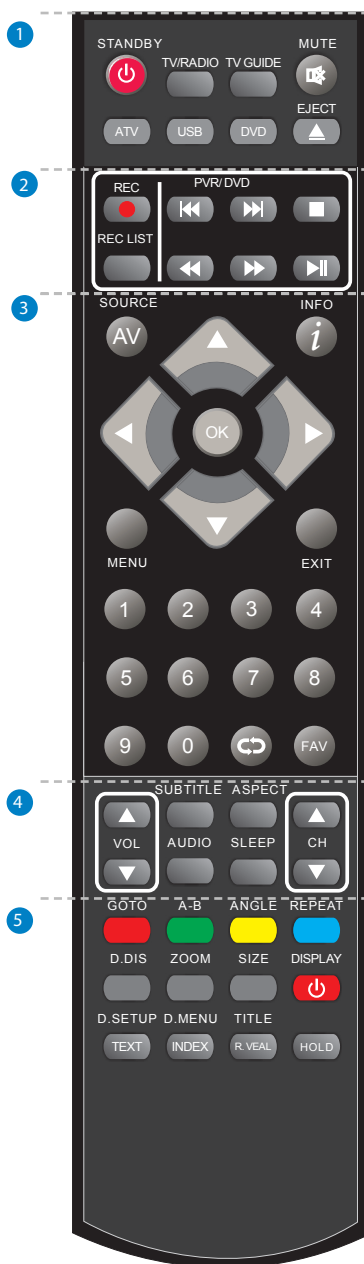 1
STANDBY MUTE
TV/RADIO TV GUIDE
EJECT
ATV USB DVD
2
REC PVR/DVD
REC LIST
3
SOURCE INFO
AV i
OK
MENU EXIT
1 2 3 4
5 6 7 8
9 0 FAV
4
SUBTITLE ASPECT
VOL AUDIO SLEEP CH
5
GOTO A-B ANGLE REPEAT
D.DIS ZOOM SIZE DISPLAY
D.SETUP D.MENU TITLE
TEXT INDEX R.VEAL HOLD